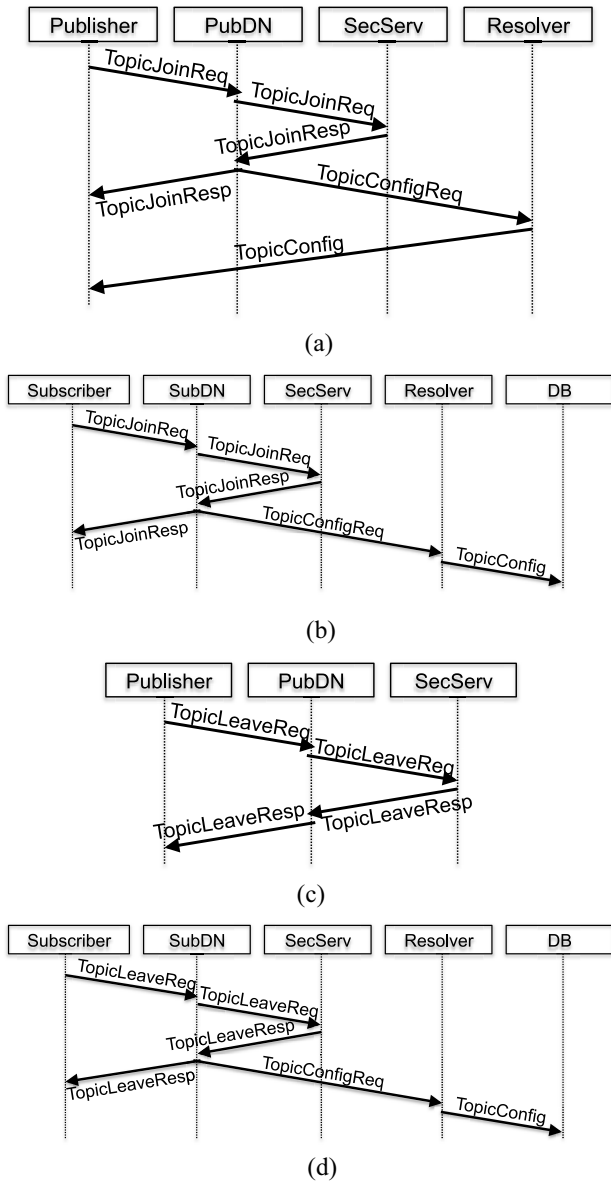 Publisher PubDN SecServ Resolver
TopicJoinReq
TopicJoinReq
TopicJoinResp
TopicJoinResp
TopicConfigReq
TopicConfig
(a)
Subscriber SubDN SecServ Resolver DB
TopicJoinReq
TopicJoinReq
TopicJoinResp
TopicJoinResp
TopicConfigReq
TopicConfig
(b)
Publisher PubDN SecServ
TopicLeaveReq
TopicLeaveReq
TopicLeaveResp
TopicLeaveResp
(c)
Subscriber SubDN SecServ Resolver DB
TopicLeaveReq
TopicLeaveReq
TopicLeaveResp
TopicLeaveResp
TopicConfigReq
TopicConfig
(d)